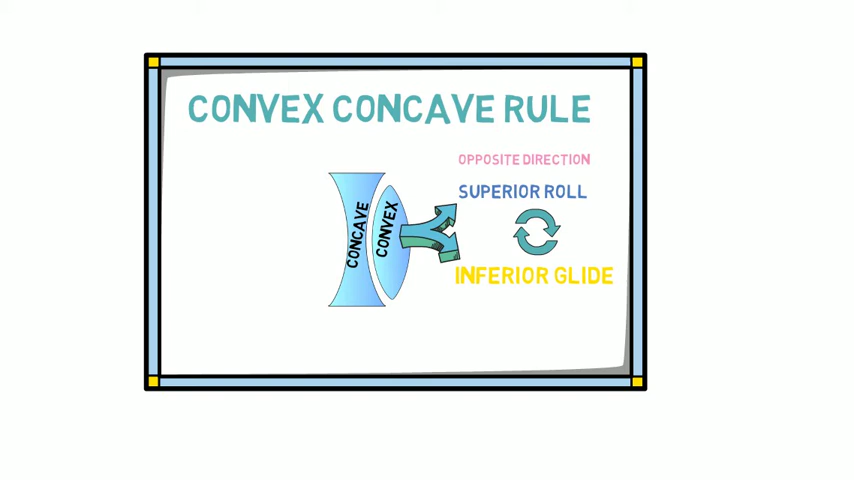 CONVEX CONCAVE RULE
OPPOSITE DIRECTION
SUPERIOR ROLL
CONCAVE
CONVEX
INFERIOR GLIDE